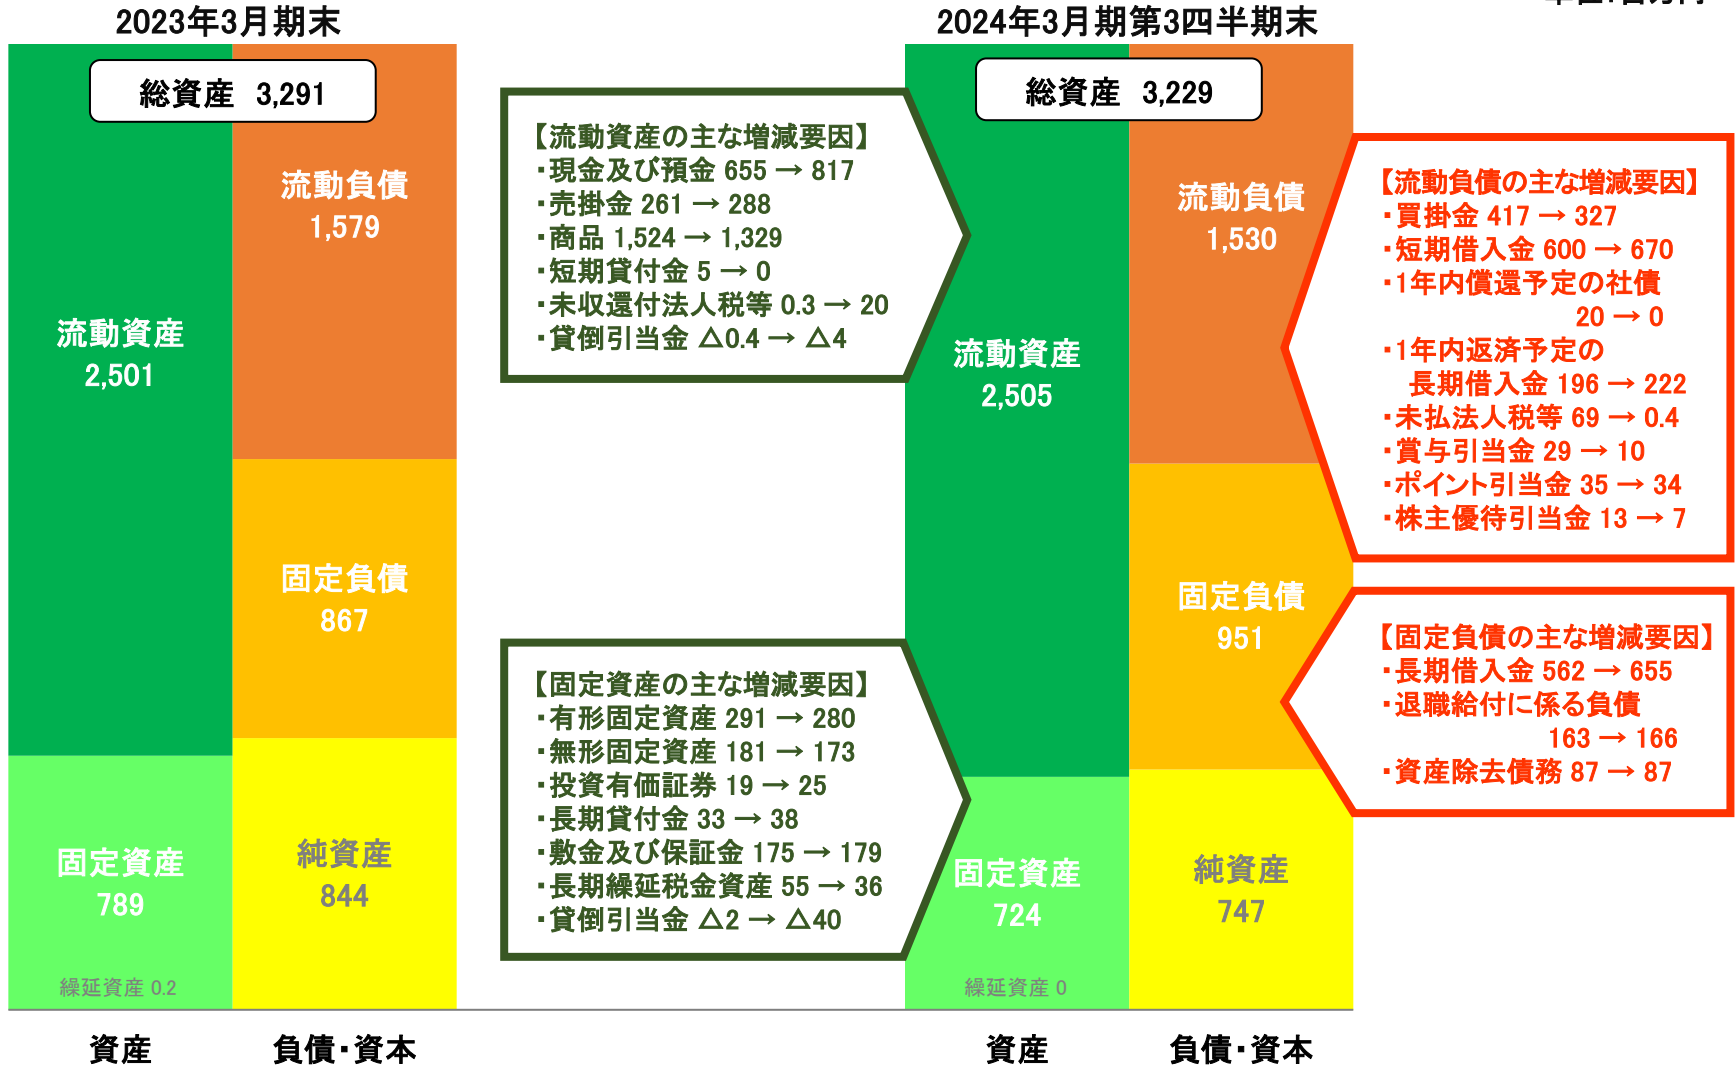 2023年3月期末
総資産 3,291
流動資産
2,501
流動負債
1,579
固定負債
867
固定資産
789
純資産
844
繰延資産 0.2
資産
負債・資本
【流動資産の主な増減要因】
・現金及び預金 655 → 817
・売掛金 261 → 288
・商品 1,524 → 1,329
・短期貸付金 5 → 0
・未収還付法人税等 0.3 → 20
・貸倒引当金 △0.4 → △4
【固定資産の主な増減要因】
・有形固定資産 291 → 280
・無形固定資産 181 → 173
・投資有価証券 19 → 25
・長期貸付金 33 → 38
・敷金及び保証金 175 → 179
・長期繰延税金資産 55 → 36
・貸倒引当金 △2 → △40
2024年3月期第3四半期末
総資産 3,229
流動資産
2,505
流動負債
1,530
固定負債
951
固定資産
724
純資産
747
繰延資産 0
資産
負債・資本
【流動負債の主な増減要因】
・買掛金 417 → 327
・短期借入金 600 → 670
・1年内償還予定の社債
20 → 0
・1年内返済予定の
長期借入金 196 → 222
・未払法人税等 69 → 0.4
・賞与引当金 29 → 10
・ポイント引当金 35 → 34
・株主優待引当金 13 → 7
【固定負債の主な増減要因】
・長期借入金 562 → 655
・退職給付に係る負債
163 → 166
・資産除去債務 87 → 87